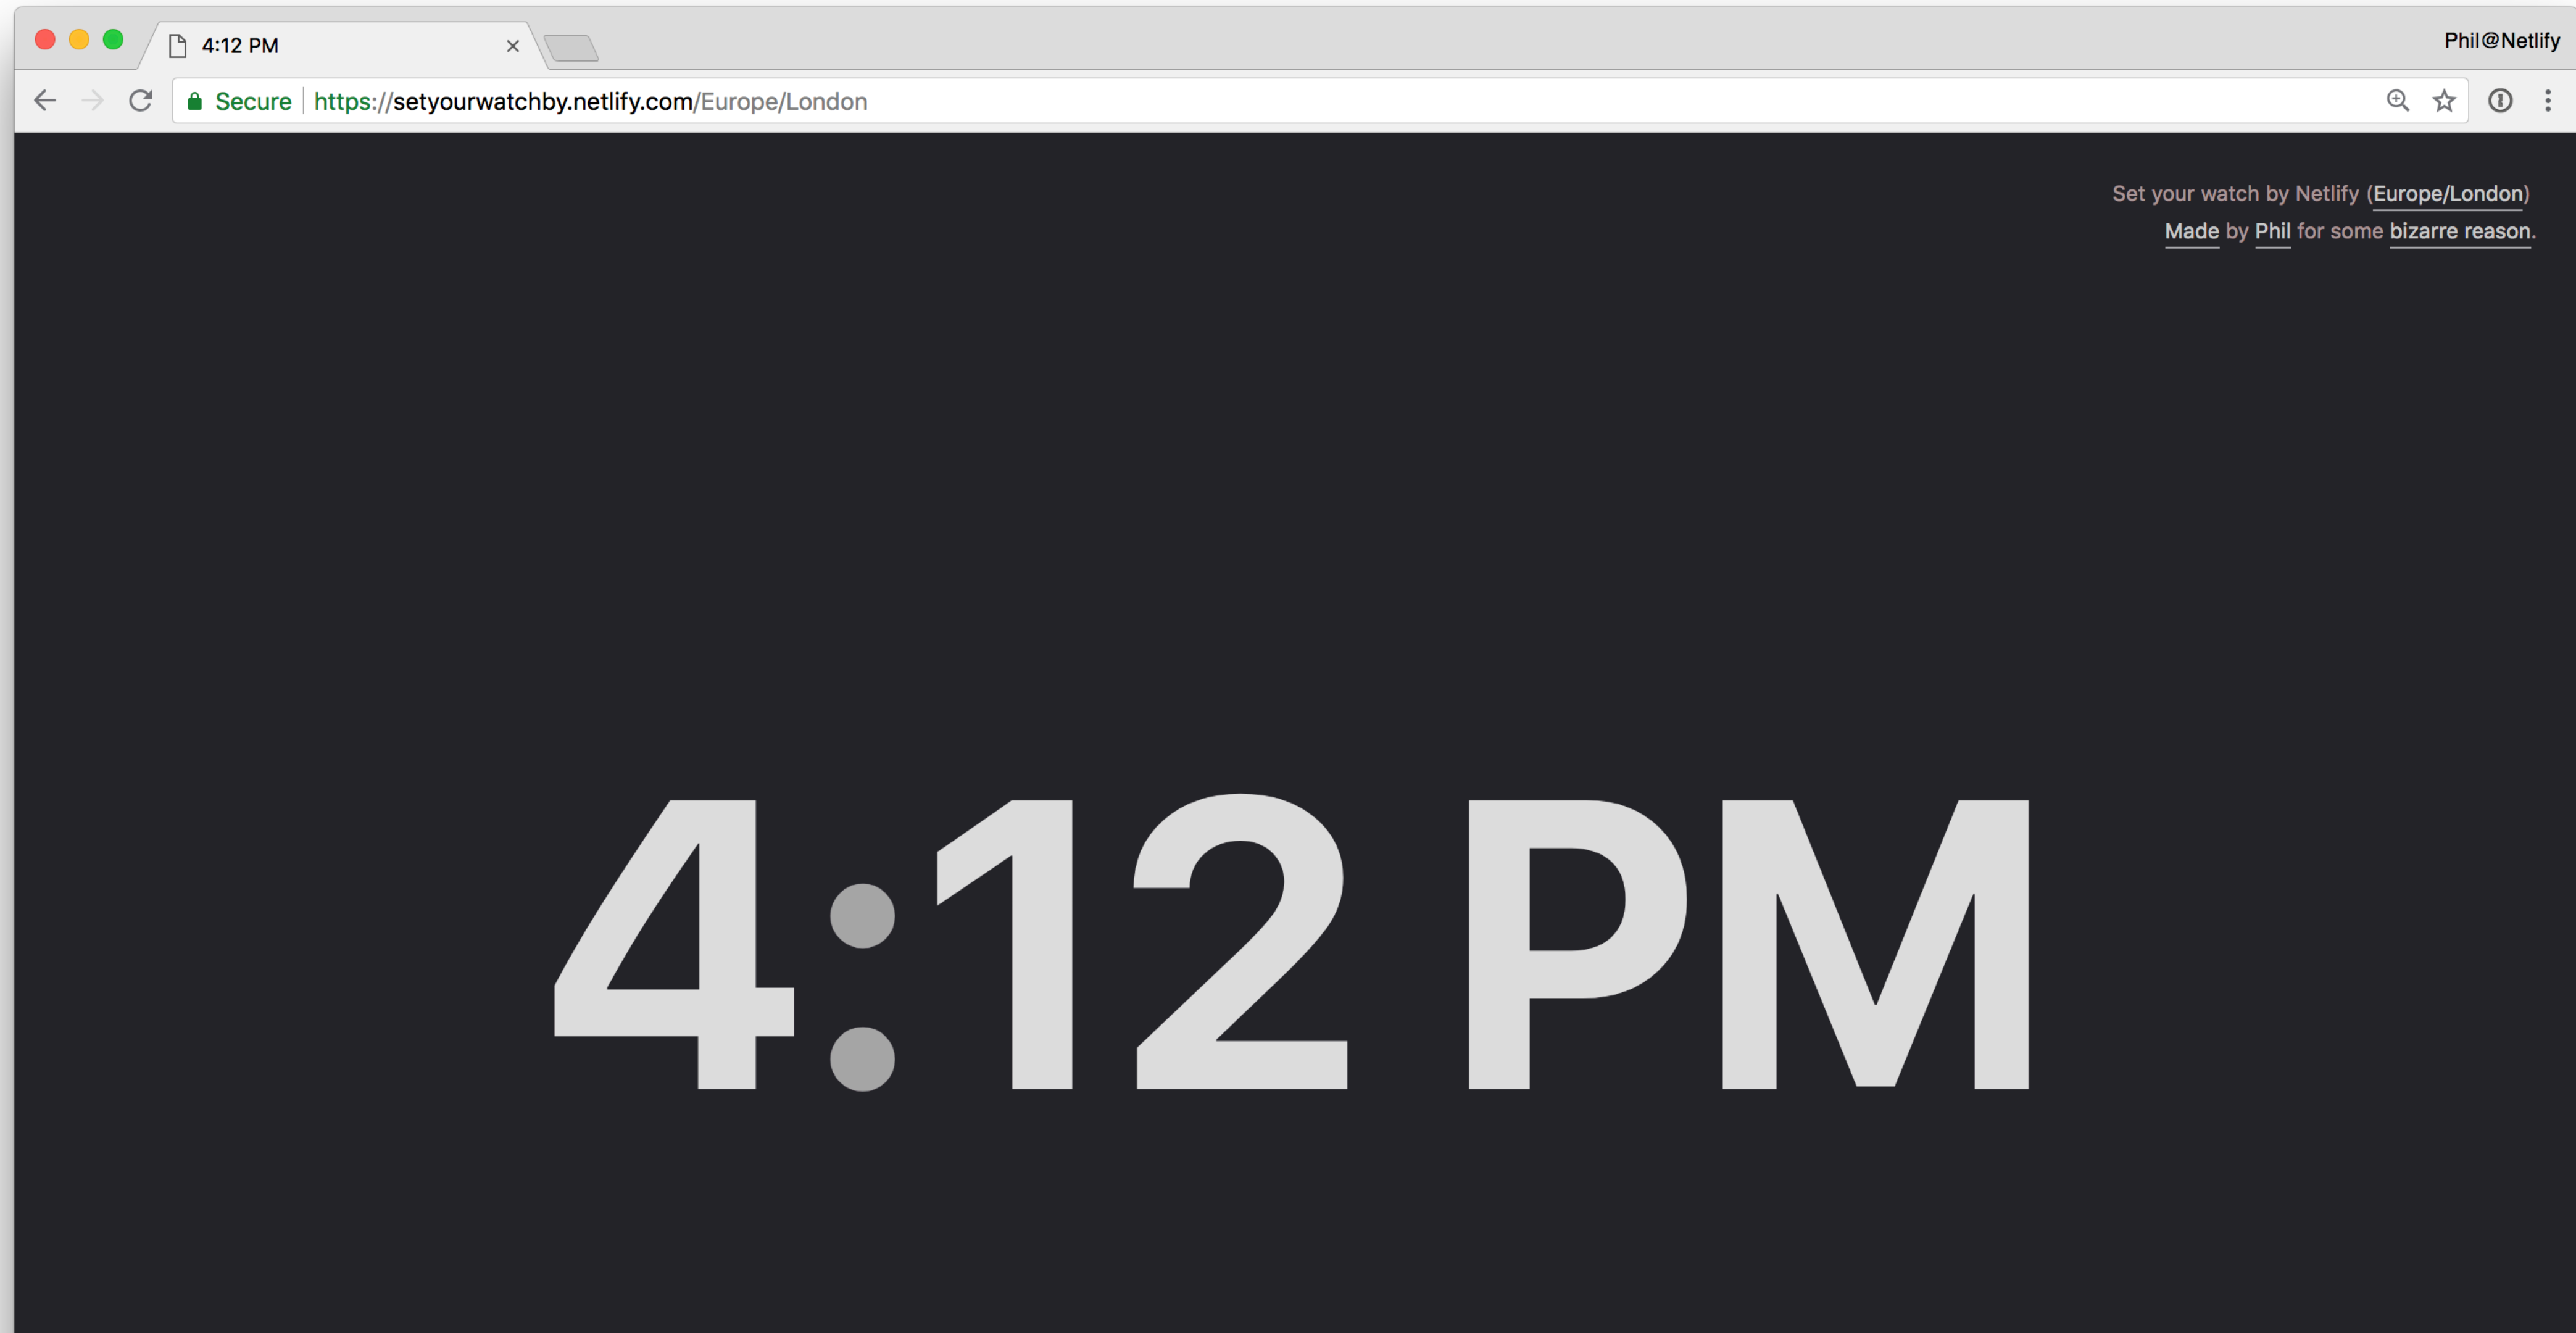 4:12 PM
Phil@Netlify
Secure https://setyourwatchby.netlify.com/Europe/London
Set your watch by Netlify (Europe/London)
Made by Phil for some bizarre reason.
4:12 PM